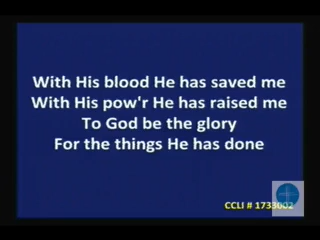 With His blood He has saved me
With His pow'r He has raised me
To God be the glory
For the things He has done
CCLI # 1733002